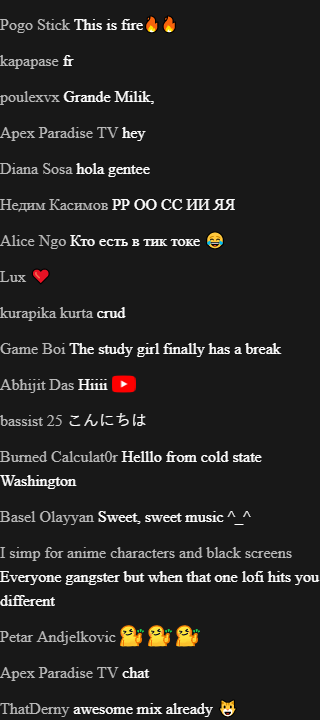 Pogo Stick This is fire🔥🔥
kapapase fr
poulexvx Grande Milik,
Apex Paradise TV hey
Diana Sosa hola gentee
Недим Касимов РР ОО СС ИИ ЯЯ
Alice Ngo Кто есть в тик токе 😂
Lux ❤
kurapika kurta crud
Game Boi The study girl finally has a break
Abhijit Das Hiiii
bassist 25 こんにちは
Burned Calculat0r Helllo from cold state
Washington
Basel Olayyan Sweet, sweet music ^_^
I simp for anime characters and black screens
Everyone gangster but when that one lofi hits you
different
Petar Andjelkovic
Apex Paradise TV chat
ThatDerny awesome mix already 😺